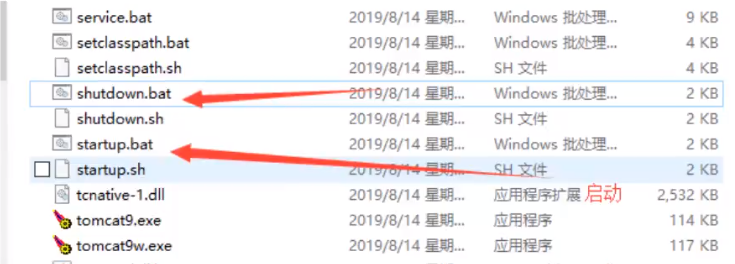 service.bat 2019/8/14 星期... Windows 批处理... 9 KB
setclasspath.bat 2019/8/14 星期... Windows 批处理... 4 KB
setclasspath.sh 2019/8/14 星期... SH 文件 4 KB
shutdown.bat 2019/8/14 星期... Windows 批处理... 2 KB
shutdown.sh 2019/8/14 星期... SH 文件 2 KB
startup.bat 2019/8/14 星期... Windows 批处理... 2 KB
startup.sh 2019/8/14 星期... SH 文件 2 KB
tcnative-1.dll 2019/8/14 星期... 应用程序扩展 启动 2,532 KB
tomcat9.exe 2019/8/14 星期... 应用程序 114 KB
tomcat9w.exe 2019/8/14 星期... 应用程序 117 KB